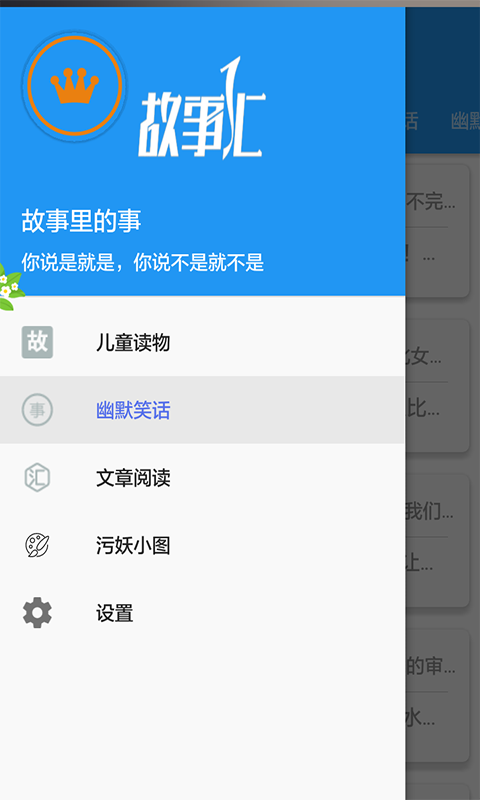 故事汇
故事里的事
你说是就是，你说不是就不是
故 儿童读物
事 幽默笑话
汇 文章阅读
污妖小图
设置
话 幽默
不完...
！ ...
女...
比...
我们...
让...
的审...
水...